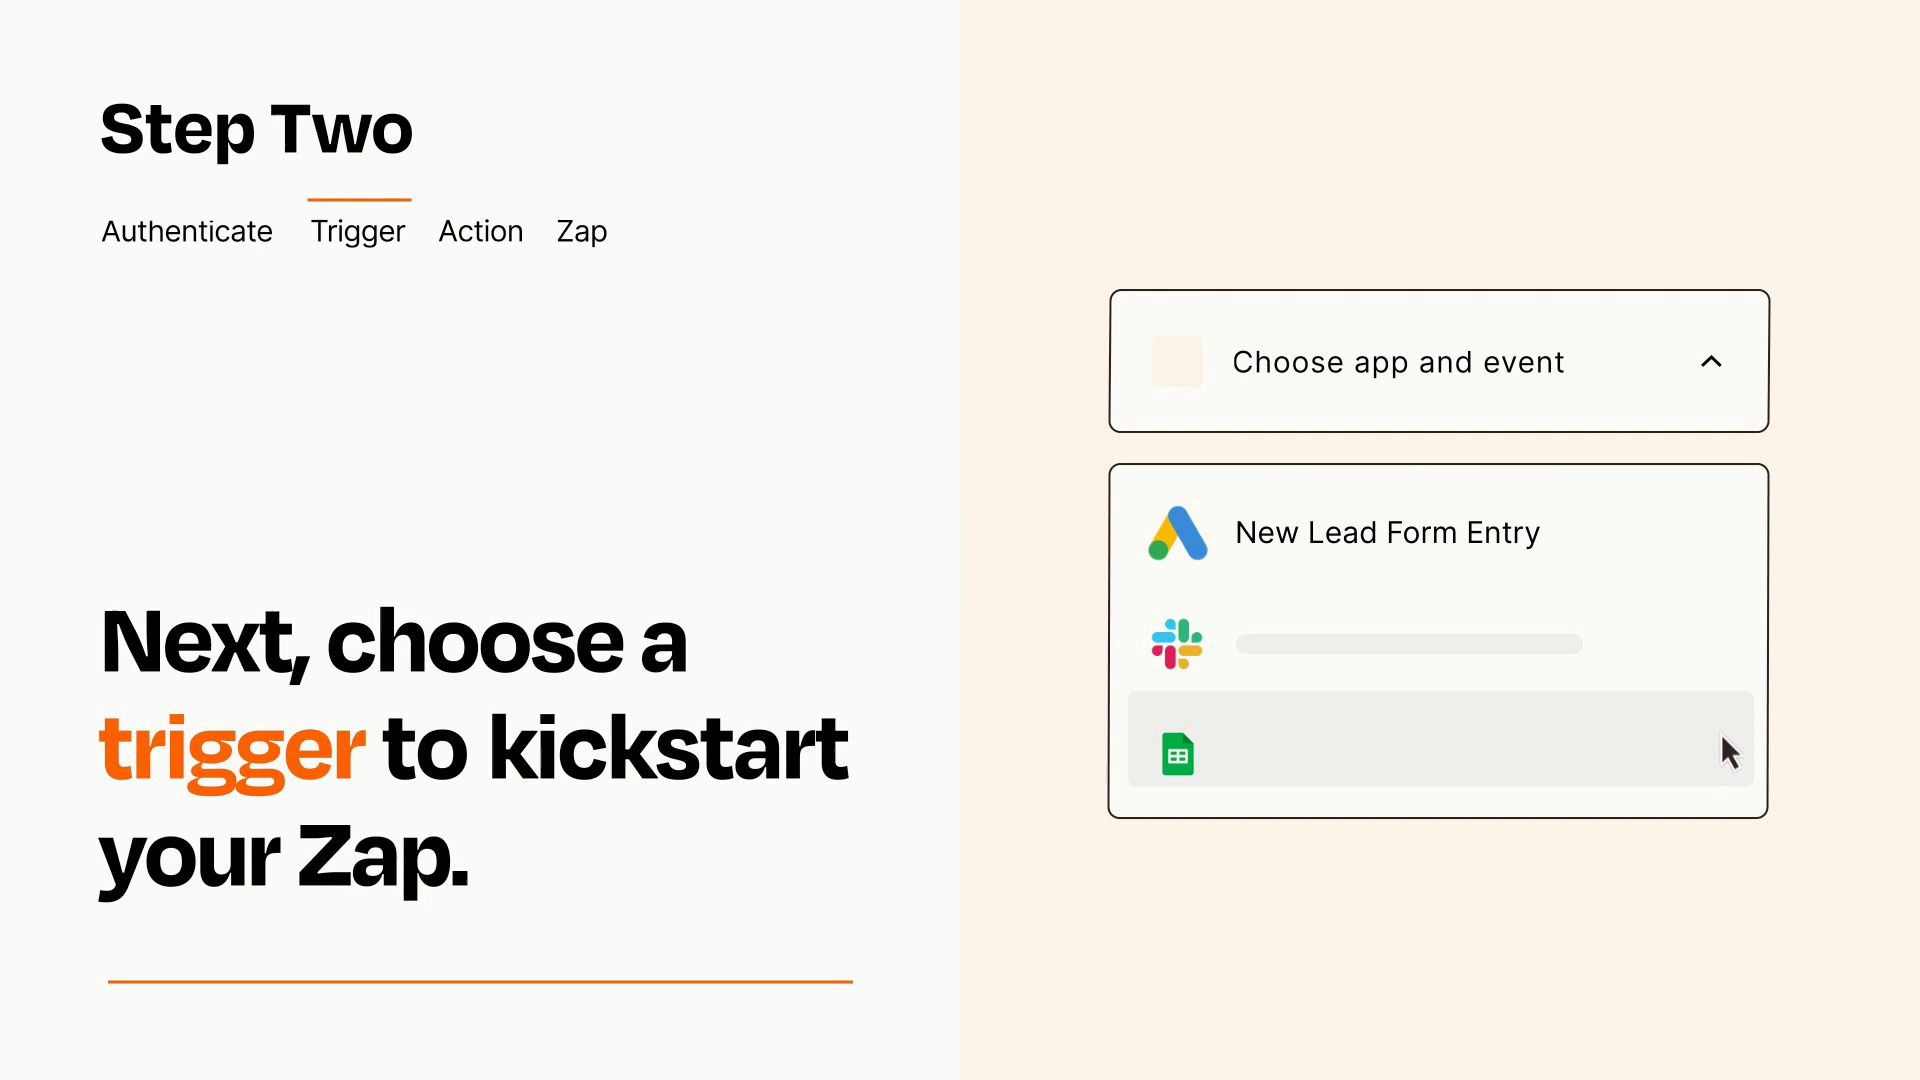 Step Two
Authenticate Trigger Action Zap
Next, choose a
trigger to kickstart
your Zap.
Choose app and event
New Lead Form Entry